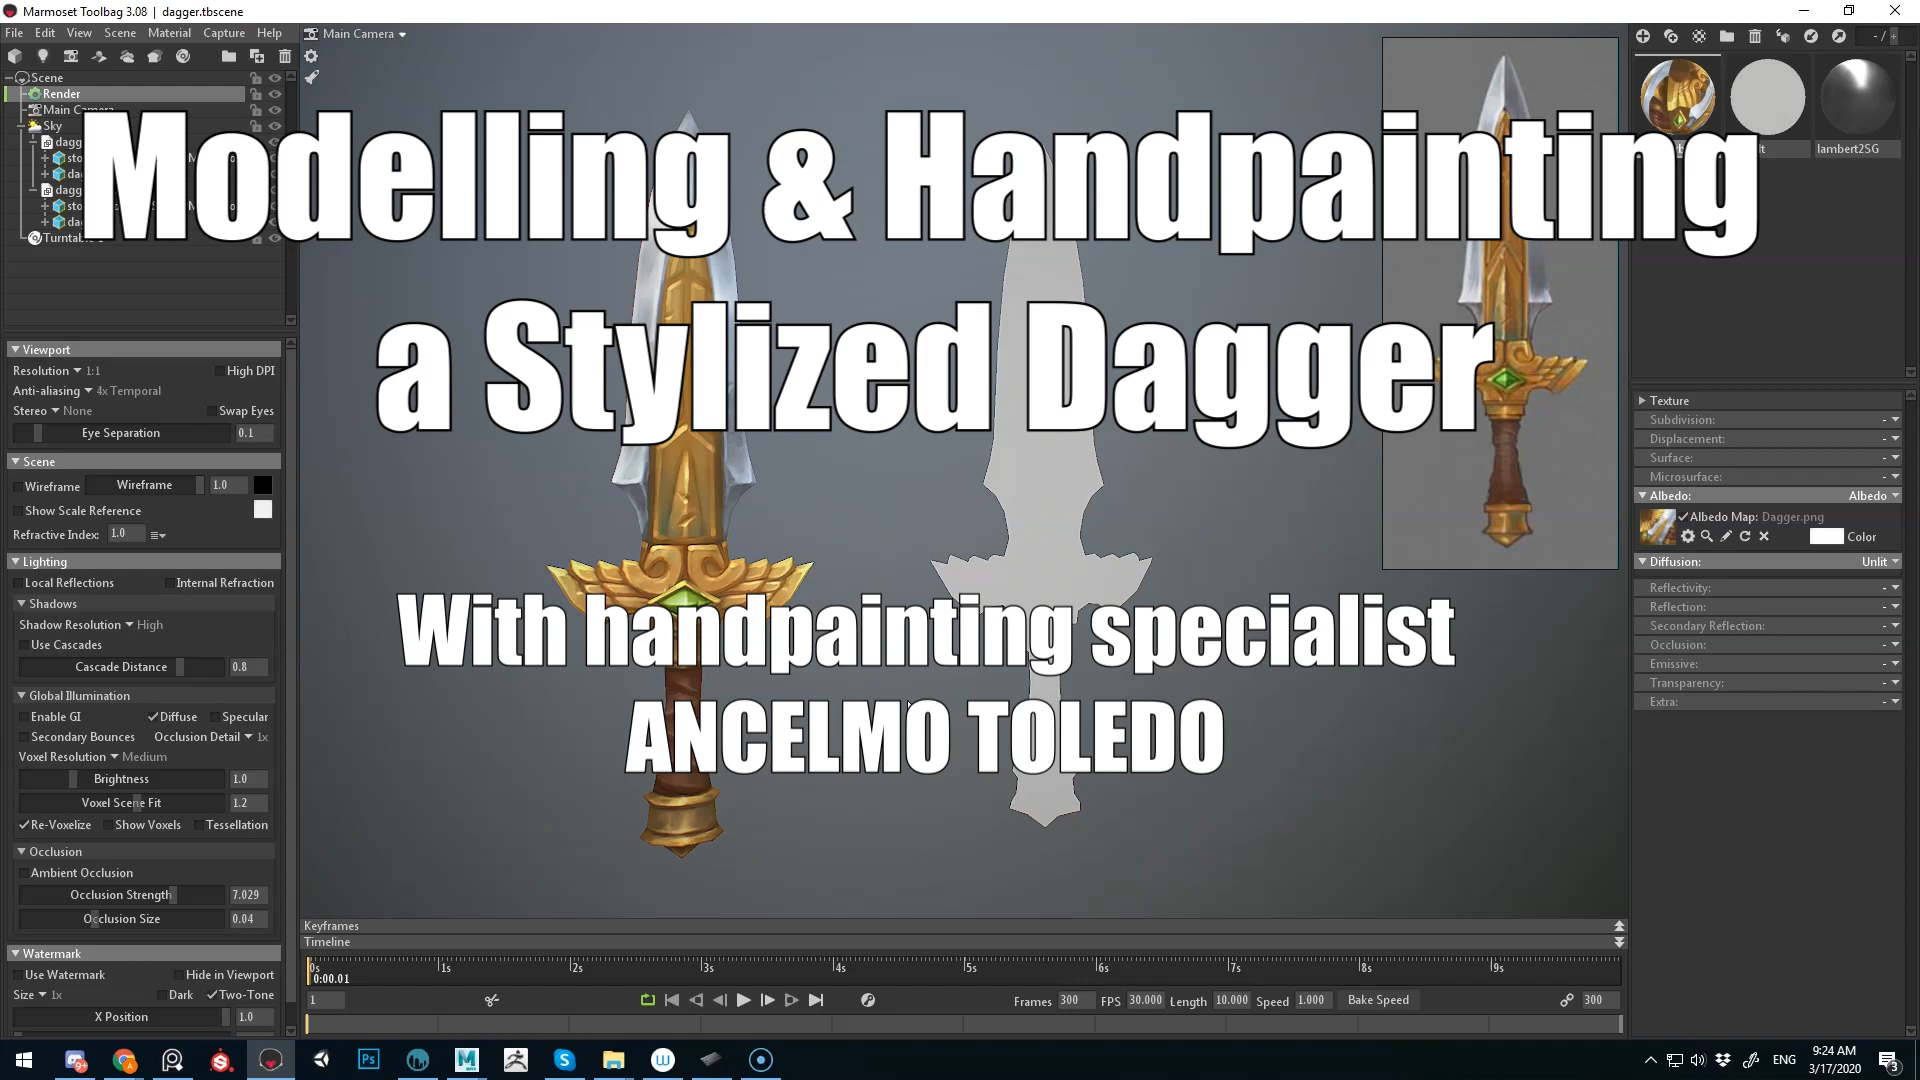 Marmoset Toolbag 3.08 | dagger.tbscene
File Edit View Scene Material Capture Help
Main Camera
- /
Scene
Render
Main Camera
Sky
Modelling & Handpainting
a Stylized Dagger
With handpainting specialist
ANCELMO TOLEDO
lambert2SG
Viewport
Resolution 1:1 High DPI
Anti-aliasing 4x Temporal
Stereo None Swap Eyes
Eye Separation 0.1
Scene
Wireframe Wireframe 1.0
Show Scale Reference
Refractive Index: 1.0
Lighting
Local Reflections Internal Refraction
Shadows
Shadow Resolution High
Use Cascades
Cascade Distance 0.8
Global Illumination
Enable GI Diffuse Specular
Secondary Bounces Occlusion Detail 1x
Voxel Resolution Medium
Brightness 1.0
Voxel Scene Fit 1.2
Re-Voxelize Show Voxels Tessellation
Occlusion
Ambient Occlusion
Occlusion Strength 7.029
Occlusion Size 0.04
Watermark
Use Watermark Hide in Viewport
Size 1x Dark Two-Tone
X Position 1.0
Texture
Subdivision: -
Displacement: -
Surface: -
Microsurface: -
Albedo: Albedo
Albedo Map: Dagger.png
Color
Diffusion: Unlit
Reflectivity: -
Reflection: -
Secondary Reflection: -
Occlusion: -
Emissive: -
Transparency: -
Extra: -
Keyframes
Timeline
0s 1s 2s 3s 4s 5s 6s 7s 8s 9s
0:00.01
1 Frames 300 FPS 30.000 Length 10.000 Speed 1.000 Bake Speed 300
ENG 9:24 AM
3/17/2020
3